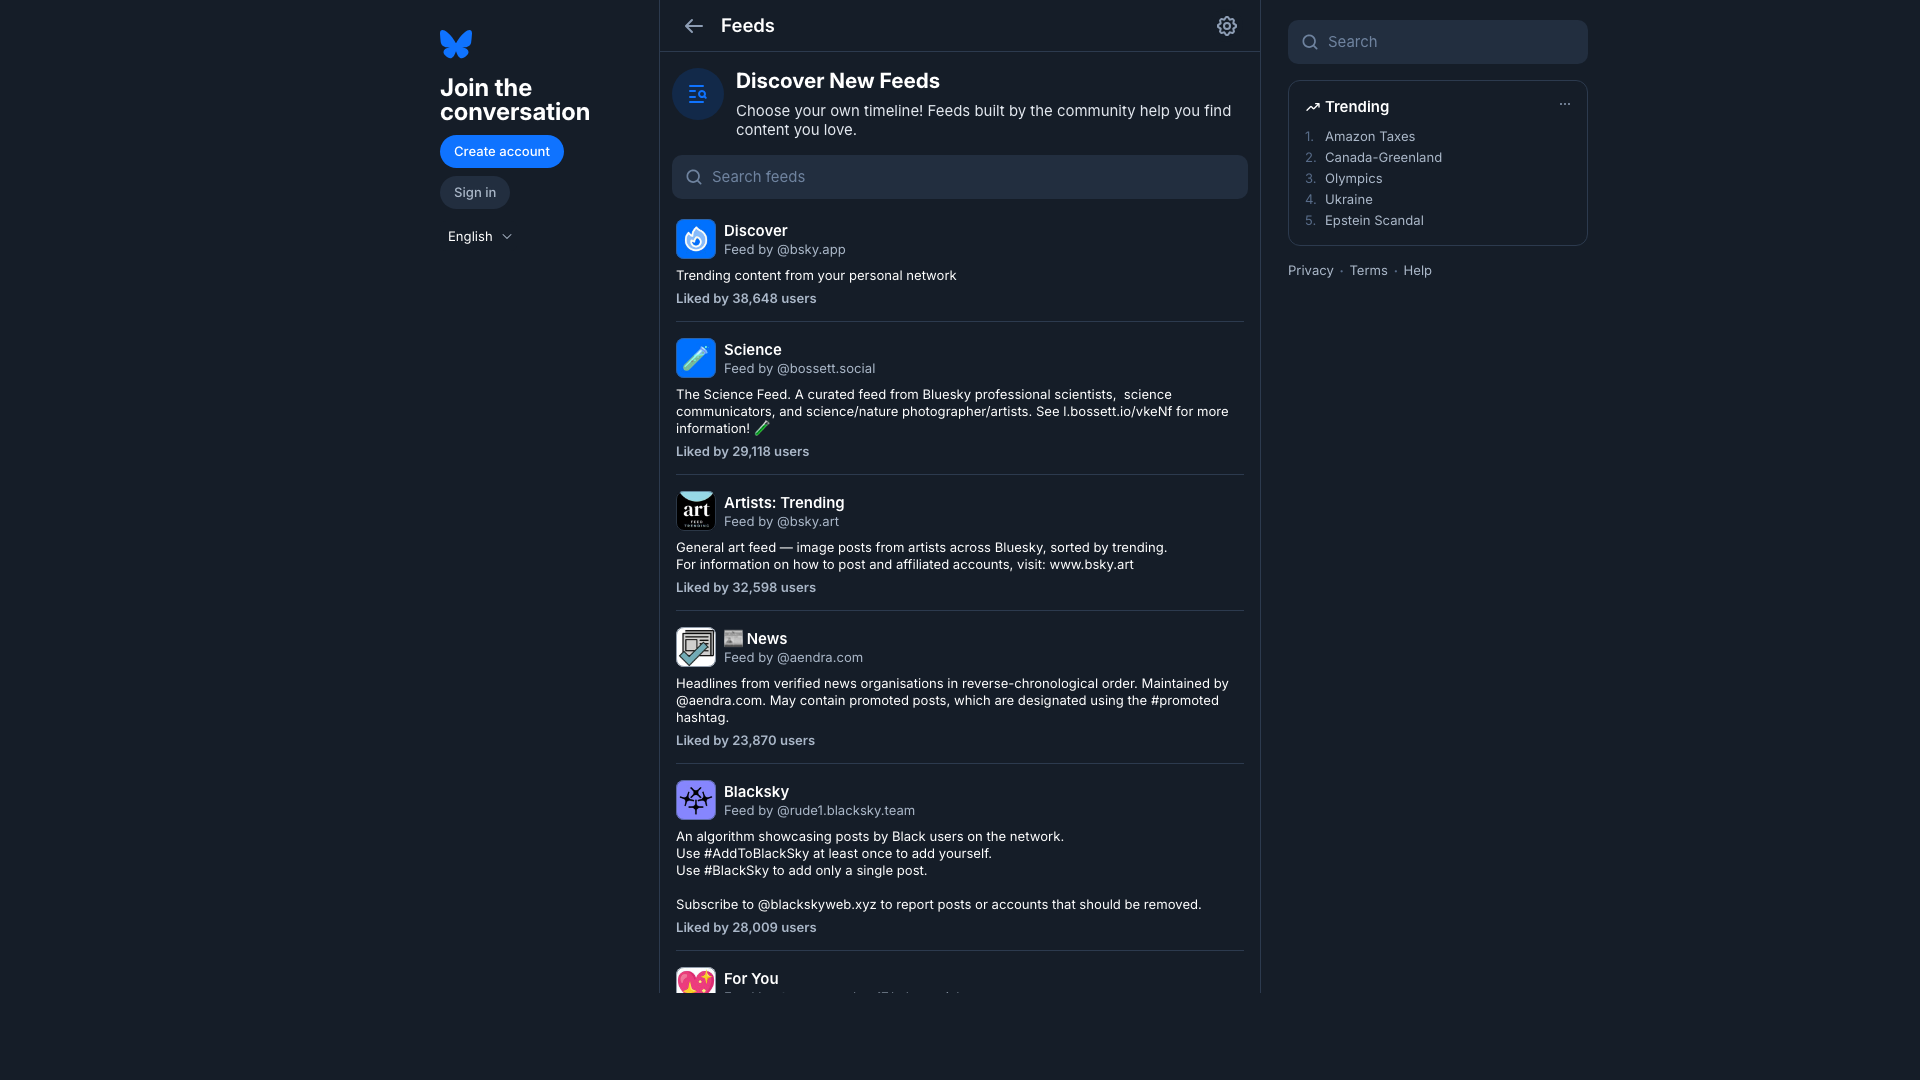 Join the
conversation
Create account
Sign in
English
Feeds
Discover New Feeds
Choose your own timeline! Feeds built by the community help you find
content you love.
Search feeds
Discover
Feed by @bsky.app
Trending content from your personal network
Liked by 38,648 users
Science
Feed by @bossett.social
The Science Feed. A curated feed from Bluesky professional scientists,  science
communicators, and science/nature photographer/artists. See l.bossett.io/vkeNf for more
information! 🧪
Liked by 29,118 users
art
FEED
TRENDING
Artists: Trending
Feed by @bsky.art
General art feed — image posts from artists across Bluesky, sorted by trending.
For information on how to post and affiliated accounts, visit: www.bsky.art
Liked by 32,598 users
📰 News
Feed by @aendra.com
Headlines from verified news organisations in reverse-chronological order. Maintained by
@aendra.com. May contain promoted posts, which are designated using the #promoted
hashtag.
Liked by 23,870 users
Blacksky
Feed by @rude1.blacksky.team
An algorithm showcasing posts by Black users on the network.
Use #AddToBlackSky at least once to add yourself.
Use #BlackSky to add only a single post.
Subscribe to @blackskyweb.xyz to report posts or accounts that should be removed.
Liked by 28,009 users
For You
Search
Trending
1. Amazon Taxes
2. Canada-Greenland
3. Olympics
4. Ukraine
5. Epstein Scandal
Privacy · Terms · Help